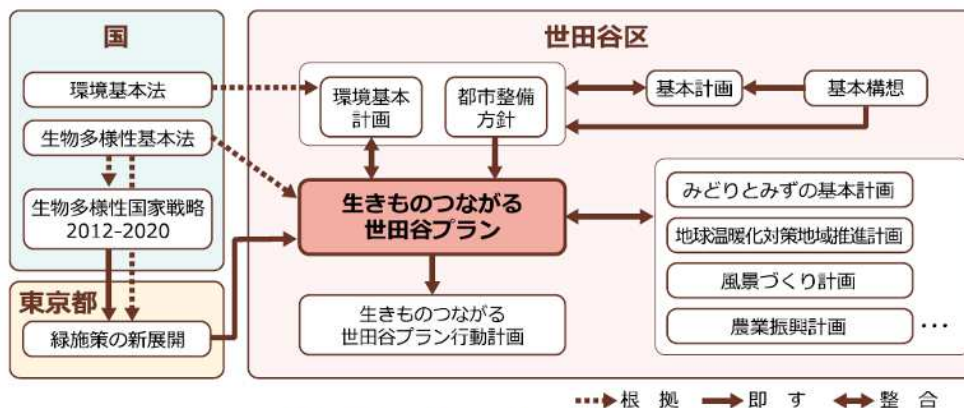 国
環境基本法
生物多様性基本法
生物多様性国家戦略
2012-2020
東京都
緑施策の新展開
世田谷区
環境基本
計画
都市整備
方針
基本計画
基本構想
生きものつながる
世田谷プラン
生きものつながる
世田谷プラン行動計画
みどりとみずの基本計画
地球温暖化対策地域推進計画
風景づくり計画
農業振興計画
…
根　拠
即　す
整　合